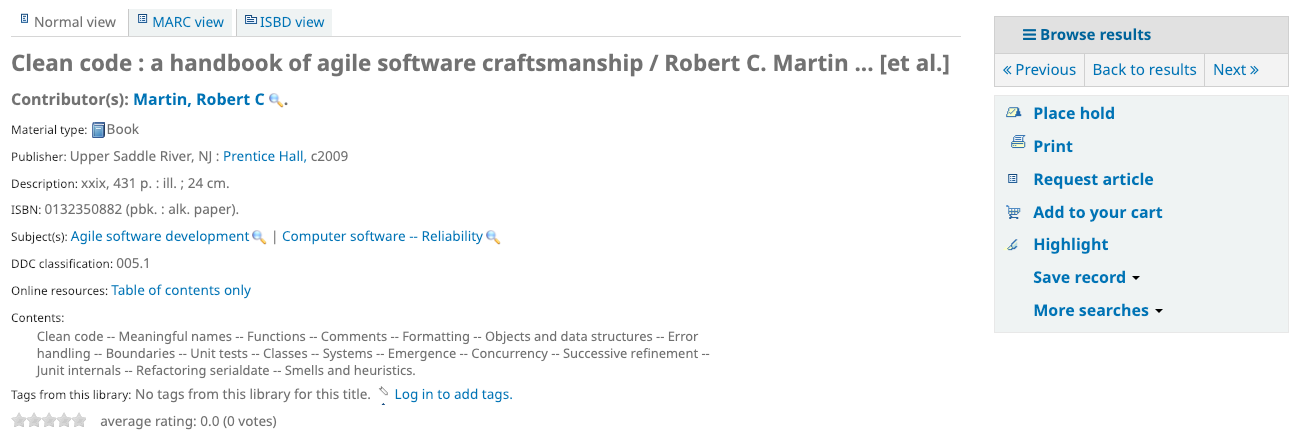 Normal view
MARC view
ISBD view
Clean code : a handbook of agile software craftsmanship / Robert C. Martin ... [et al.]
Contributor(s): Martin, Robert C .
Material type: Book
Publisher: Upper Saddle River, NJ : Prentice Hall, c2009
Description: xxix, 431 p. : ill. ; 24 cm.
ISBN: 0132350882 (pbk. : alk. paper).
Subject(s): Agile software development | Computer software -- Reliability
DDC classification: 005.1
Online resources: Table of contents only
Contents:
Clean code -- Meaningful names -- Functions -- Comments -- Formatting -- Objects and data structures -- Error
handling -- Boundaries -- Unit tests -- Classes -- Systems -- Emergence -- Concurrency -- Successive refinement --
Junit internals -- Refactoring serialdate -- Smells and heuristics.
Tags from this library: No tags from this library for this title. Log in to add tags.
average rating: 0.0 (0 votes)
Browse results
« Previous
Back to results
Next »
Place hold
Print
Request article
Add to your cart
Highlight
Save record
More searches